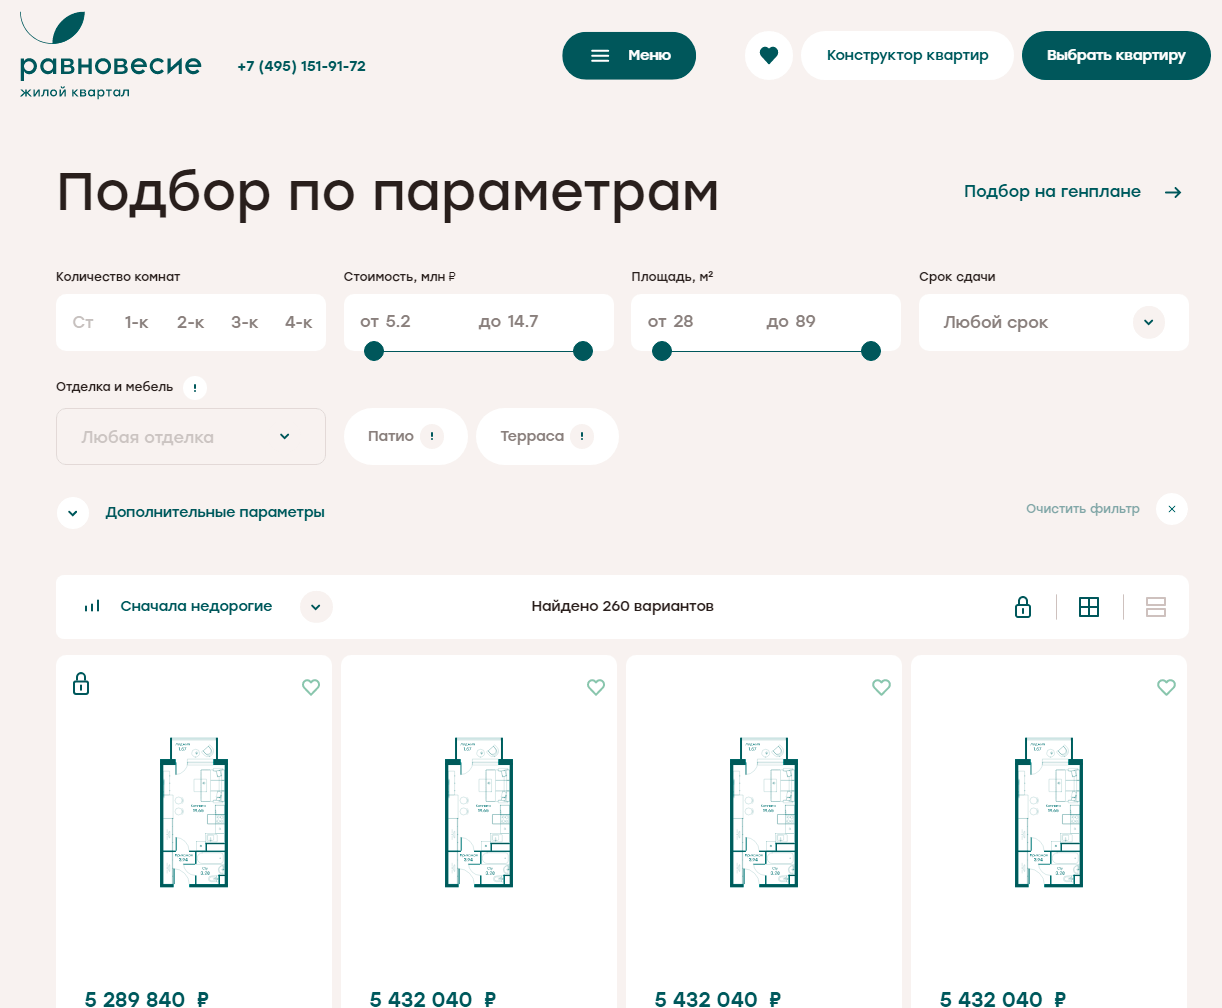 равновесие
жилой квартал
+7 (495) 151-91-72
Меню
Конструктор квартир
Выбрать квартиру
Подбор по параметрам
Подбор на генплане
Количество комнат
Стоимость, млн ₽
Площадь, м²
Срок сдачи
Ст 1-к 2-к 3-к 4-к
от 5.2 до 14.7
от 28 до 89
Любой срок
Отделка и мебель !
Любая отделка
Патио !
Терраса !
Дополнительные параметры
Очистить фильтр
Сначала недорогие
Найдено 260 вариантов
5 289 840 ₽
5 432 040 ₽
5 432 040 ₽
5 432 040 ₽